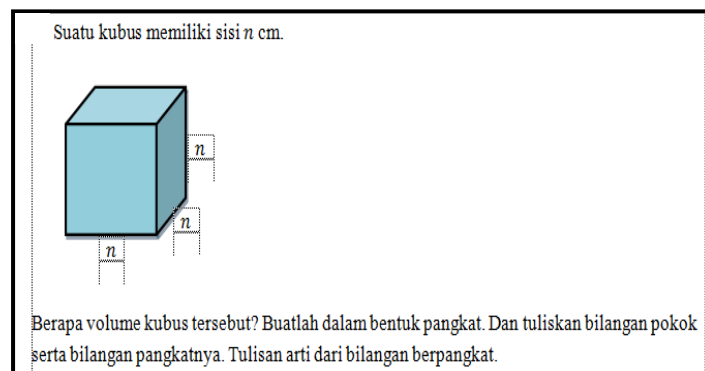 Suatu kubus memiliki sisi n cm.
n
n
n
Berapa volume kubus tersebut? Buatlah dalam bentuk pangkat. Dan tuliskan bilangan pokok
serta bilangan pangkatnya. Tulisan arti dari bilangan berpangkat.